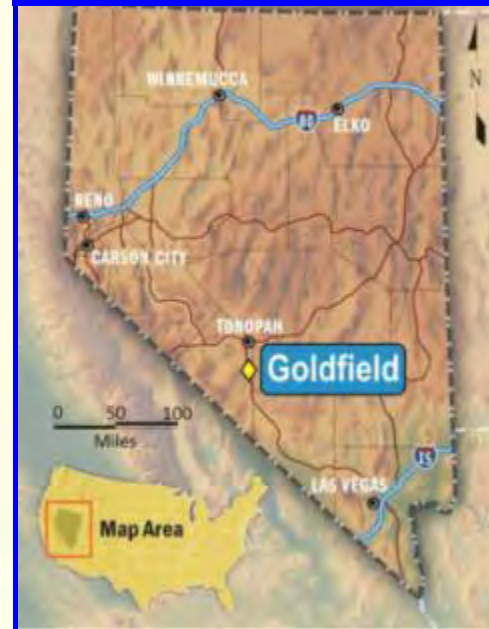 N
WINNEMUCCA
80
ELKO
RENO
CARSON CITY
TONOPAH
Goldfield
0 50 100
Miles
15
LAS VEGAS
Map Area